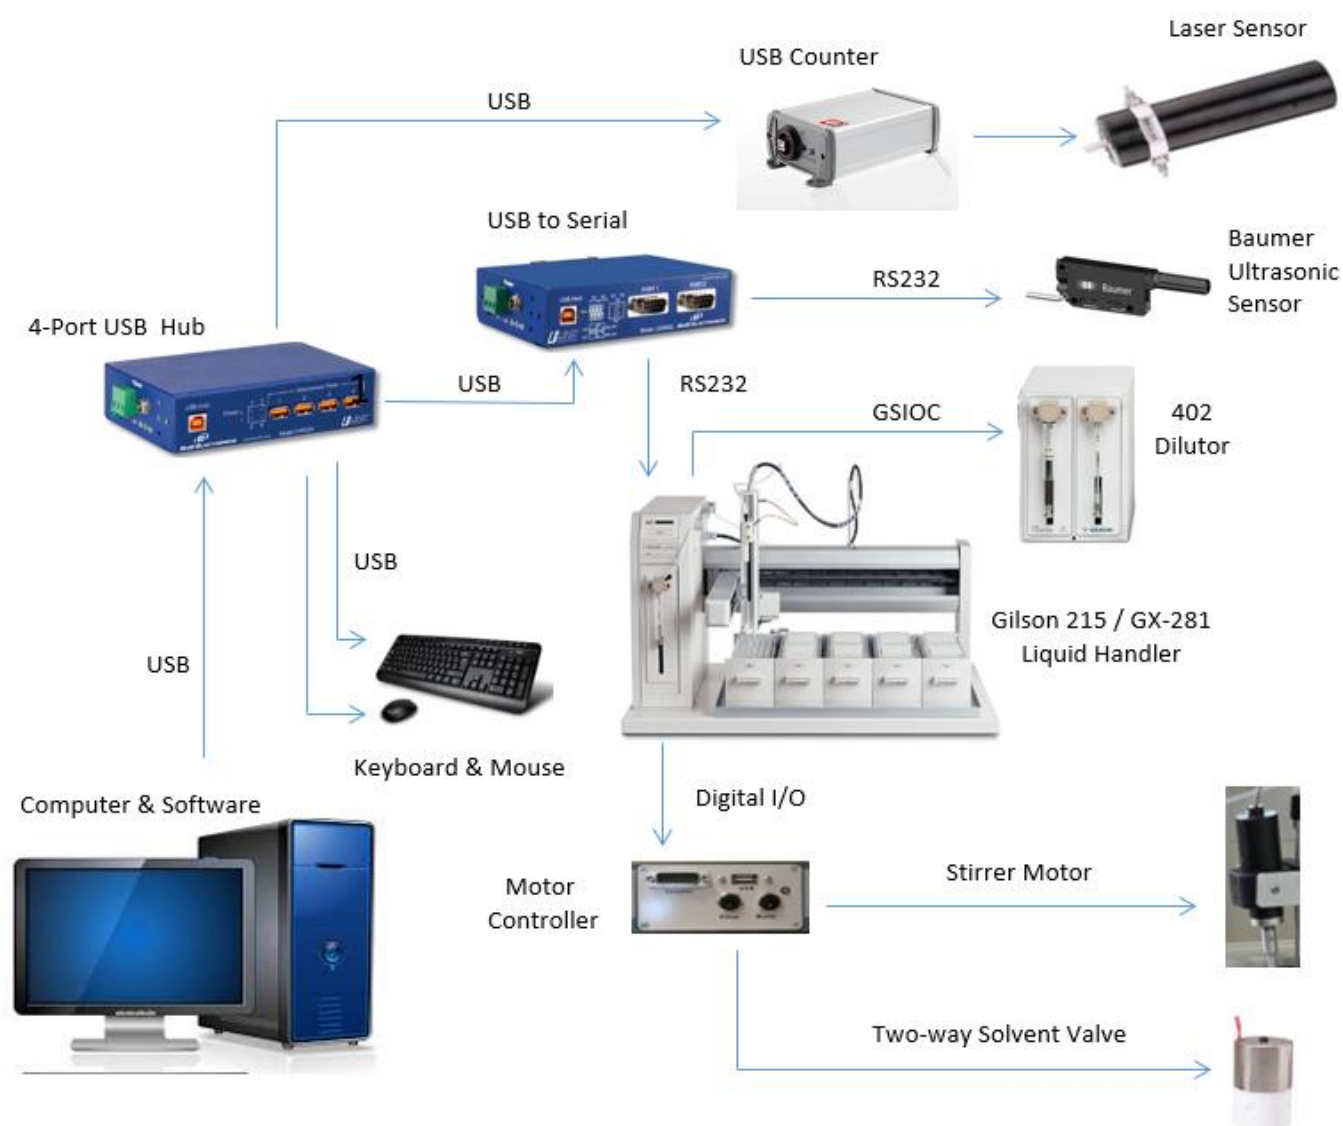 Laser Sensor
USB Counter
USB
USB to Serial
Baumer
Ultrasonic
Sensor
RS232
Baumer
4-Port USB  Hub
USB
RS232
GSIOC
402
Dilutor
USB
USB
Gilson 215 / GX-281
Liquid Handler
Keyboard & Mouse
Digital I/O
Computer & Software
Motor
Controller
Stirrer Motor
Two-way Solvent Valve